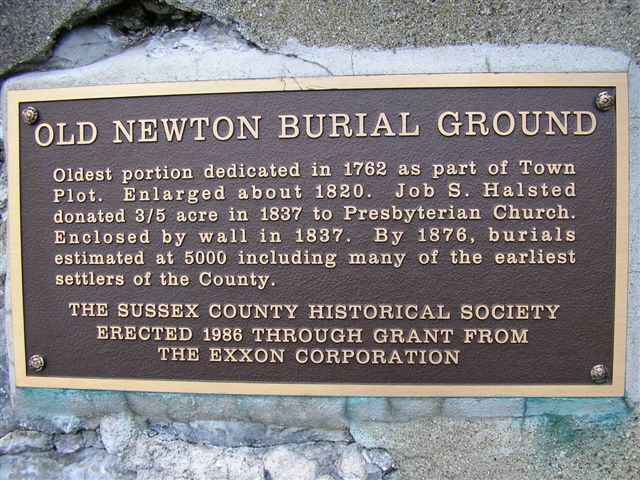 OLD NEWTON BURIAL GROUND
Oldest portion dedicated in 1762 as part of Town
Plot. Enlarged about 1820. Job S. Halsted
donated 3/5 acre in 1837 to Presbyterian Church.
Enclosed by wall in 1837. By 1876, burials
estimated at 5000 including many of the earliest
settlers of the County.
THE SUSSEX COUNTY HISTORICAL SOCIETY
ERECTED 1986 THROUGH GRANT FROM
THE EXXON CORPORATION